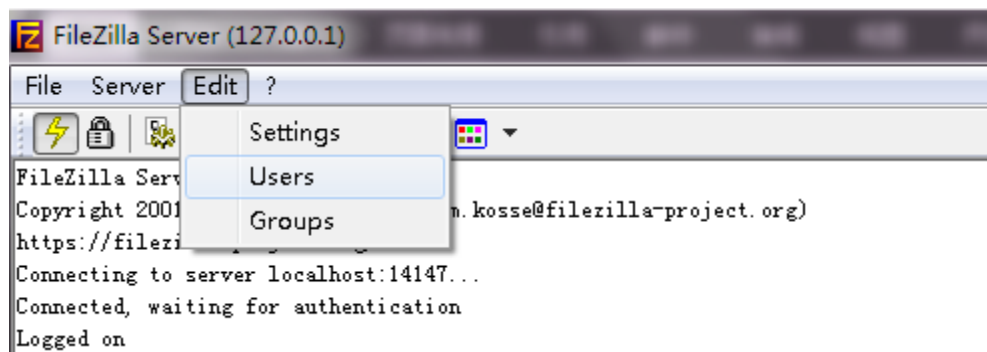 FileZilla Server (127.0.0.1)
File Server Edit ?
Settings
Users
Groups
FileZilla Serv
Copyright 2001 m.kosse@filezilla-project.org)
https://filezi
Connecting to server localhost:14147...
Connected, waiting for authentication
Logged on